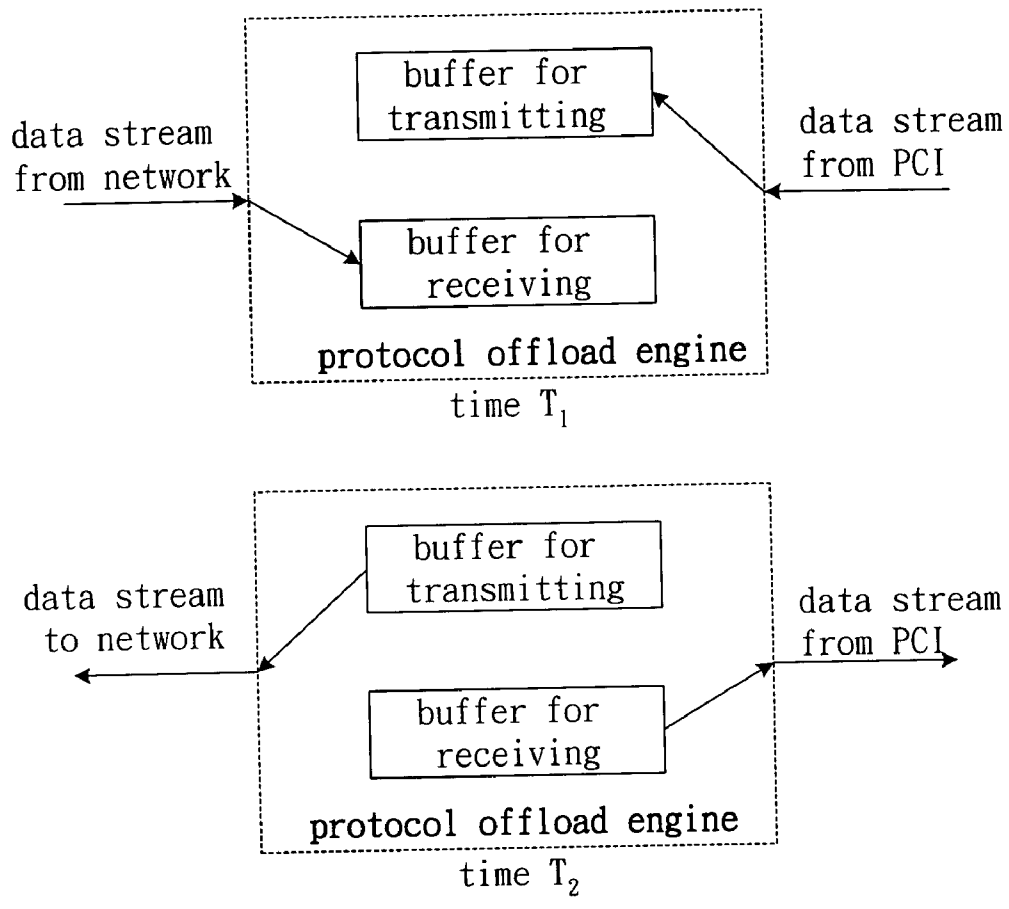 buffer for
transmitting
data stream
from network
data stream
from PCI
buffer for
receiving
protocol offload engine
time T₁
buffer for
transmitting
data stream
to network
data stream
from PCI
buffer for
receiving
protocol offload engine
time T₂